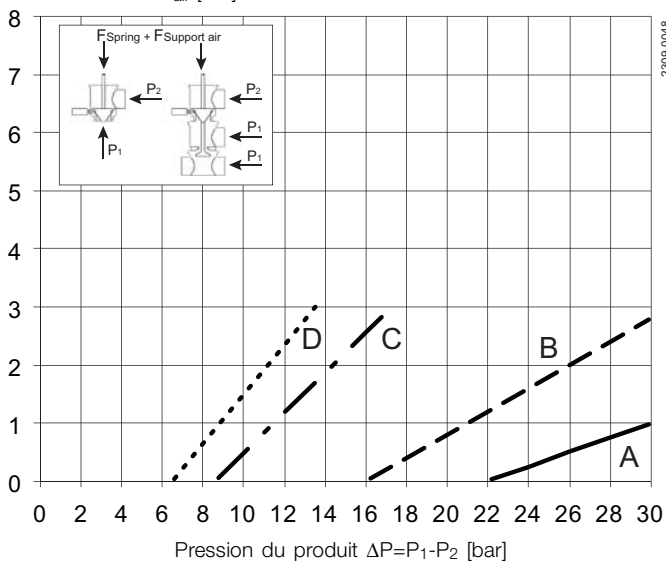 8
7
6
5
4
3
2
1
0
FSpring + FSupport air
P2
P1
P2
P1
P1
2309.0048
D
C
B
A
0 2 4 6 8 10 12 14 16 18 20 22 24 26 28 30
Pression du produit ΔP=P1-P2 [bar]